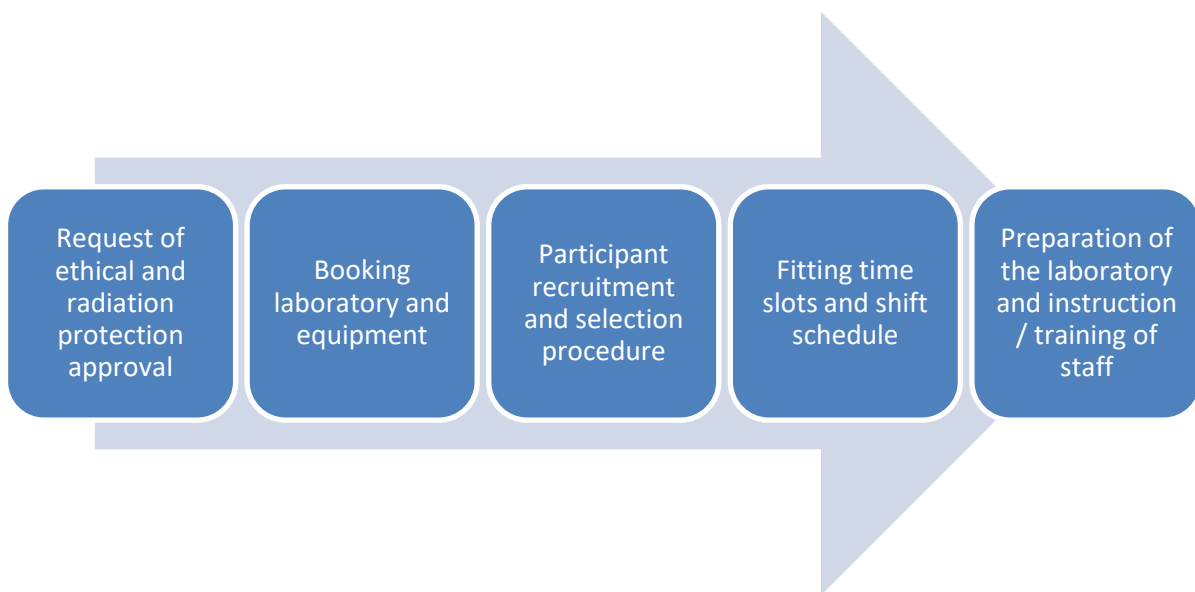 Request of
ethical and
radiation
protection
approval
Booking
laboratory and
equipment
Participant
recruitment
and selection
procedure
Fitting time
slots and shift
schedule
Preparation of
the laboratory
and instruction
/ training of
staff